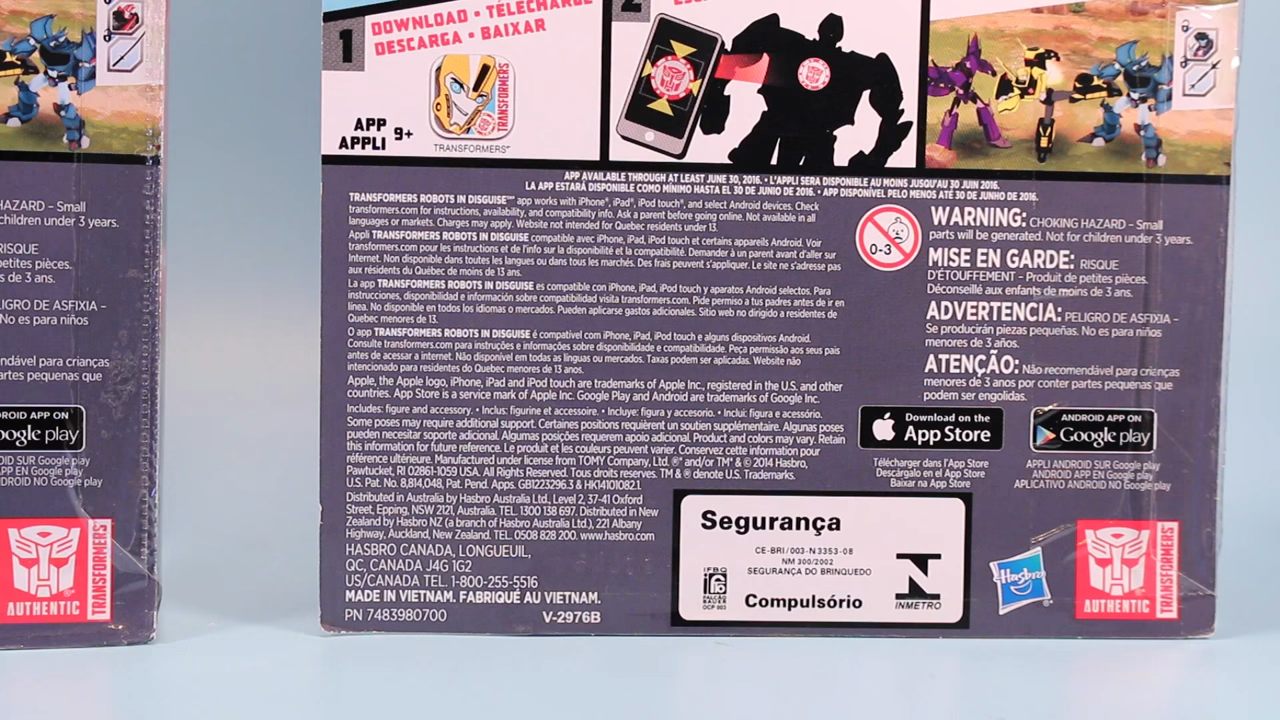 HAZARD – Small
children under 3 years.
RISQUE
petites pièces.
s de 3 ans.
LIGRO DE ASFIXIA –
No es para niños
ndável para crianças
artes pequenas que
DROID APP ON
oogle play
OID SUR Google play
APP EN Google play
DROID NO Google play
AUTHENTIC
TRANSFORMERS
1
DOWNLOAD • TÉLÉCHARGE
DESCARGA • BAIXAR
APP
APPLI 9+
TRANSFORMERS
TRANSFORMERS
2
APP AVAILABLE THROUGH AT LEAST JUNE 30, 2016. • L'APPLI SERA DISPONIBLE AU MOINS JUSQU'AU 30 JUIN 2016.
LA APP ESTARÁ DISPONIBLE COMO MÍNIMO HASTA EL 30 DE JUNIO DE 2016. • APP DISPONÍVEL PELO MENOS ATÉ 30 DE JUNHO DE 2016.
TRANSFORMERS ROBOTS IN DISGUISE app works with iPhone®, iPad®, iPod touch®, and select Android devices. Check
transformers.com for instructions, availability, and compatibility info. Ask a parent before going online. Not available in all
languages or markets. Charges may apply. Website not intended for Quebec residents under 13.
Appli TRANSFORMERS ROBOTS IN DISGUISE compatible avec iPhone, iPad, iPod touch et certains appareils Android. Voir
transformers.com pour les instructions et de l'info sur la disponibilité et la compatibilité. Demander à un parent avant d'aller sur
Internet. Non disponible dans toutes les langues ou dans tous les marchés. Des frais peuvent s'appliquer. Le site ne s'adresse pas
aux résidents du Québec de moins de 13 ans.
La app TRANSFORMERS ROBOTS IN DISGUISE es compatible con iPhone, iPad, iPod touch y aparatos Android selectos. Para
instrucciones, disponibilidad e información sobre compatibilidad visita transformers.com. Pide permiso a tus padres antes de ir en
línea. No disponible en todos los idiomas o mercados. Pueden aplicarse gastos adicionales. Sitio web no dirigido a residentes de
Quebec menores de 13.
O app TRANSFORMERS ROBOTS IN DISGUISE é compatível com iPhone, iPad, iPod touch e alguns dispositivos Android.
Consulte transformers.com para instruções e informações sobre disponibilidade e compatibilidade. Peça permissão aos seus pais
antes de acessar a internet. Não disponível em todas as línguas ou mercados. Taxas podem ser aplicadas. Website não
intencionado para residentes do Quebec menores de 13 anos.
Apple, the Apple logo, iPhone, iPad and iPod touch are trademarks of Apple Inc., registered in the U.S. and other
countries. App Store is a service mark of Apple Inc. Google Play and Android are trademarks of Google Inc.
Includes: figure and accessory. • Inclus: figurine et accessoire. • Incluye: figura y accesorio. • Inclui: figura e acessório.
Some poses may require additional support. Certaines positions requièrent un soutien supplémentaire. Algunas posiciones
pueden necesitar soporte adicional. Algumas posições requerem apoio adicional. Product and colors may vary. Retain
this information for future reference. Le produit et les couleurs peuvent varier. Conservez cette information pour
référence ultérieure. Manufactured under license from TOMY Company, Ltd. ®* and/or TM* & © 2014 Hasbro,
Pawtucket, RI 02861-1059 USA. All Rights Reserved. Tous droits reservés. TM & ® denote U.S. Trademarks.
U.S. Pat. No. 8,814,048, Pat. Pend. Apps. GB1223296.3 & HK14101082.1.
Distributed in Australia by Hasbro Australia Ltd., Level 2, 37-41 Oxford
Street, Epping, NSW 2121, Australia. TEL. 1300 138 697. Distributed in New
Zealand by Hasbro NZ (a branch of Hasbro Australia Ltd.), 221 Albany
Highway, Auckland, New Zealand. TEL. 0508 828 200. www.hasbro.com
HASBRO CANADA, LONGUEUIL,
QC, CANADA J4G 1G2
US/CANADA TEL. 1-800-255-5516
MADE IN VIETNAM. FABRIQUÉ AU VIETNAM.
PN 7483980700 V-2976B
0-3
WARNING: CHOKING HAZARD – Small
parts will be generated. Not for children under 3 years.
MISE EN GARDE: RISQUE
D'ÉTOUFFEMENT – Produit de petites pièces.
Déconseillé aux enfants de moins de 3 ans.
ADVERTENCIA: PELIGRO DE ASFIXIA –
Se producirán piezas pequeñas. No es para niños
menores de 3 años.
ATENÇÃO: Não recomendável para crianças
menores de 3 anos por conter partes pequenas que
podem ser engolidas.
Download on the
App Store
ANDROID APP ON
Google play
Télécharger dans l'App Store
Descárgalo en el App Store
Baixar na App Store
APPLI ANDROID SUR Google play
ANDROID APP EN Google play
APLICATIVO ANDROID NO Google play
Segurança
CE-BRI/003-N3353-08
NM 300/2002
SEGURANÇA DO BRINQUEDO
IFBQ
FALCÃO
BAUER
OCP 003
Compulsório
INMETRO
Hasbro
AUTHENTIC
TRANSFORMERS